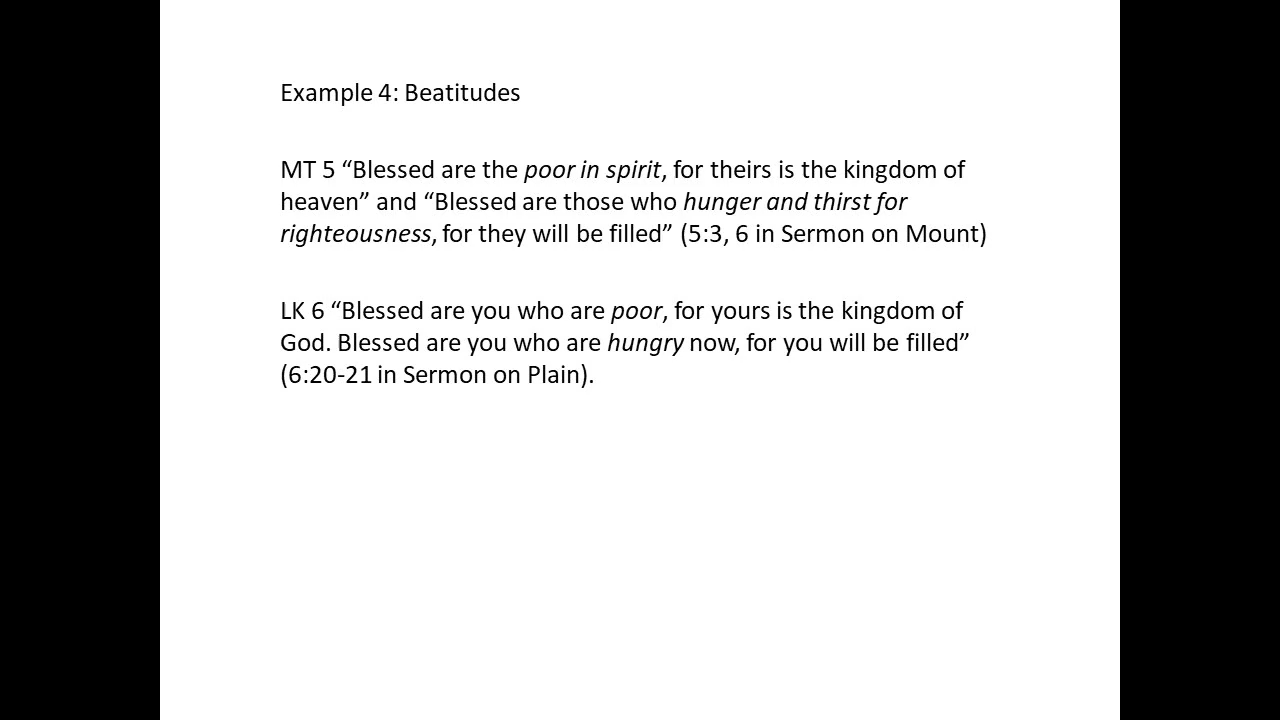 Example 4: Beatitudes
MT 5 “Blessed are the poor in spirit, for theirs is the kingdom of
heaven” and “Blessed are those who hunger and thirst for
righteousness, for they will be filled” (5:3, 6 in Sermon on Mount)
LK 6 “Blessed are you who are poor, for yours is the kingdom of
God. Blessed are you who are hungry now, for you will be filled”
(6:20-21 in Sermon on Plain).